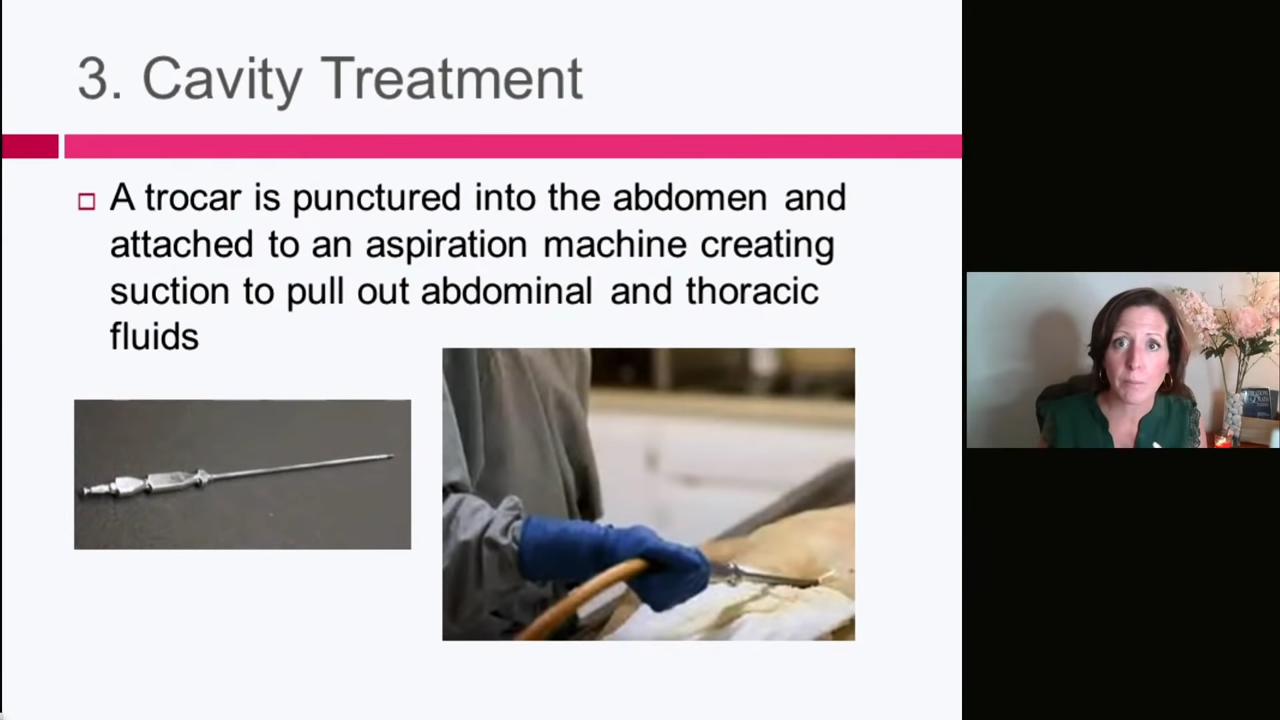 3. Cavity Treatment
A trocar is punctured into the abdomen and
attached to an aspiration machine creating
suction to pull out abdominal and thoracic
fluids